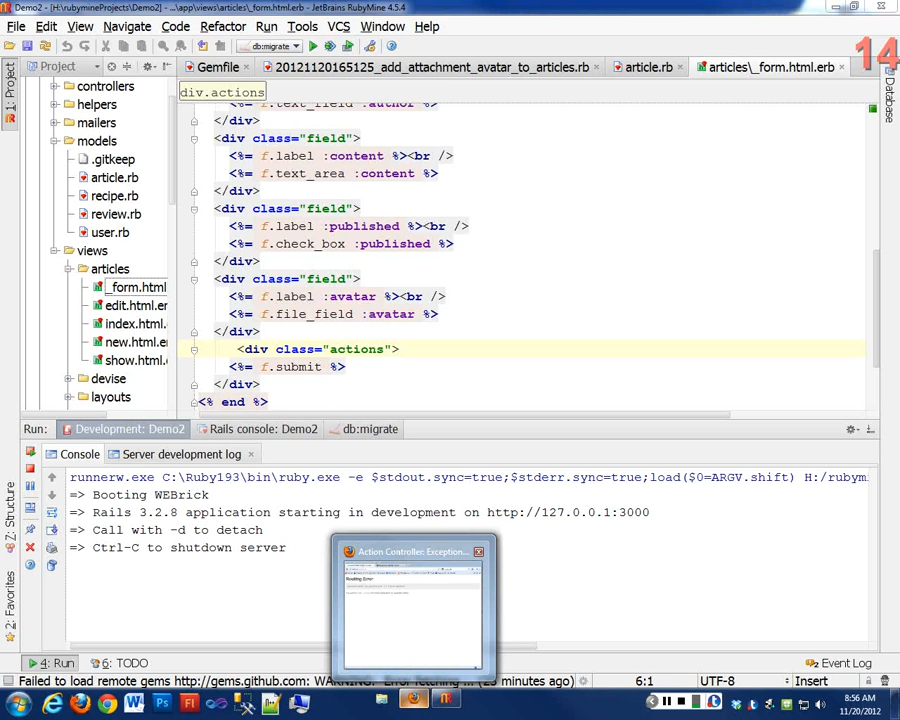 Demo2 - [H:\rubymineProjects\Demo2] - ...\app\views\articles\_form.html.erb - JetBrains RubyMine 4.5.4
File Edit View Navigate Code Refactor Run Tools VCS Window Help
db:migrate
14
1: Project
Project
Gemfile
20121120165125_add_attachment_avatar_to_articles.rb
article.rb
articles\_form.html.erb
Database
div.actions
controllers
helpers
mailers
models
.gitkeep
article.rb
recipe.rb
review.rb
user.rb
views
articles
_form.html
edit.html.er
index.html.
new.html.e
show.html.
devise
layouts
<%= f.text_field :author %>
</div>
<div class="field">
<%= f.label :content %><br />
<%= f.text_area :content %>
</div>
<div class="field">
<%= f.label :published %><br />
<%= f.check_box :published %>
</div>
<div class="field">
<%= f.label :avatar %><br />
<%= f.file_field :avatar %>
</div>
<div class="actions">
<%= f.submit %>
</div>
<% end %>
Run: Development: Demo2 Rails console: Demo2 db:migrate
Console Server development log
runnerw.exe C:\Ruby193\bin\ruby.exe -e $stdout.sync=true;$stderr.sync=true;load($0=ARGV.shift) H:/rubymi
=> Booting WEBrick
=> Rails 3.2.8 application starting in development on http://127.0.0.1:3000
=> Call with -d to detach
=> Ctrl-C to shutdown server
Z: Structure
2: Favorites
Action Controller: Exception...
Routing Error
4: Run 6: TODO Event Log
Failed to load remote gems (http://gems.github.com: WARNING: Error fetching ... (23 minutes ago) 6:1 UTF-8 Insert
8:56 AM
11/20/2012